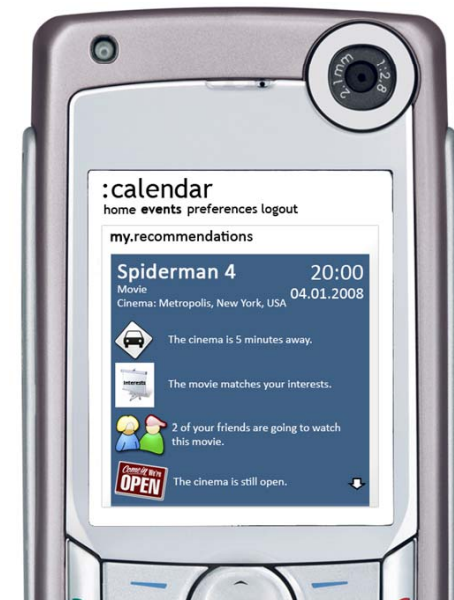 2.1mm 1:2.8
:calendar
home events preferences logout
my.recommendations
Spiderman 4 20:00
Movie 04.01.2008
Cinema: Metropolis, New York, USA
The cinema is 5 minutes away.
Interests
The movie matches your interests.
2 of your friends are going to watch
this movie.
Come in We're
OPEN
The cinema is still open.